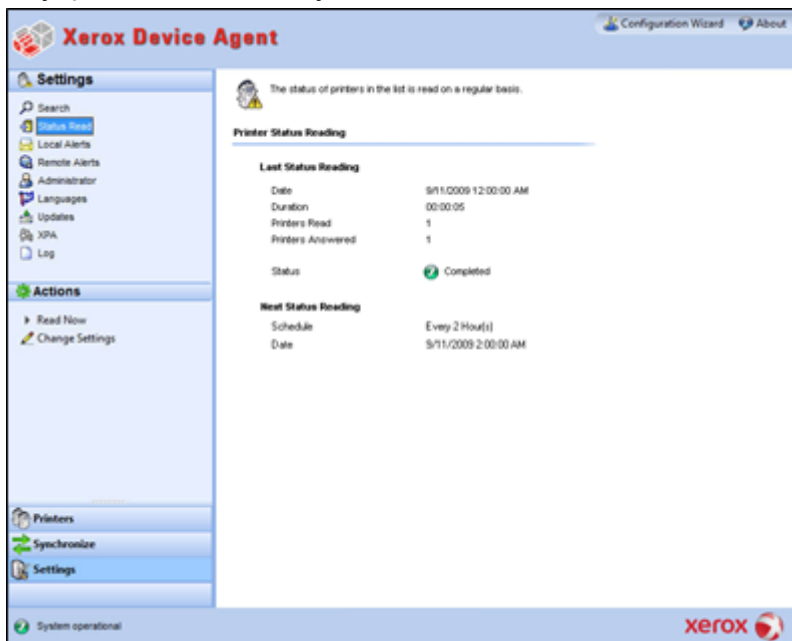 Xerox Device Agent
Configuration Wizard
About
Settings
Search
Status Read
Local Alerts
Remote Alerts
Administrator
Languages
Updates
XPA
Log
Actions
Read Now
Change Settings
Printers
Synchronize
Settings
The status of printers in the list is read on a regular basis.
Printer Status Reading
Last Status Reading
Date 9/11/2009 12:00:00 AM
Duration 00:00:05
Printers Read 1
Printers Answered 1
Status Completed
Next Status Reading
Schedule Every 2 Hour(s)
Date 9/11/2009 2:00:00 AM
System operational
xerox